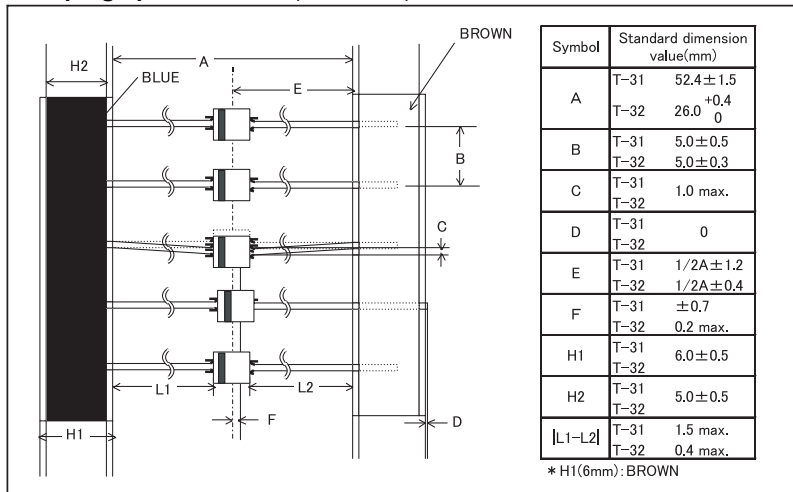 BROWN
A
H2
BLUE
E
B
C
L1
L2
F
D
H1
Symbol Standard dimension value(mm)
A T-31 52.4±1.5
T-32 26.0 +0.4 0
B T-31 5.0±0.5
T-32 5.0±0.3
C T-31 T-32 1.0 max.
D T-31 T-32 0
E T-31 1/2A±1.2
T-32 1/2A±0.4
F T-31 ±0.7
T-32 0.2 max.
H1 T-31 T-32 6.0±0.5
H2 T-31 T-32 5.0±0.5
|L1-L2| T-31 1.5 max.
T-32 0.4 max.
* H1(6mm):BROWN